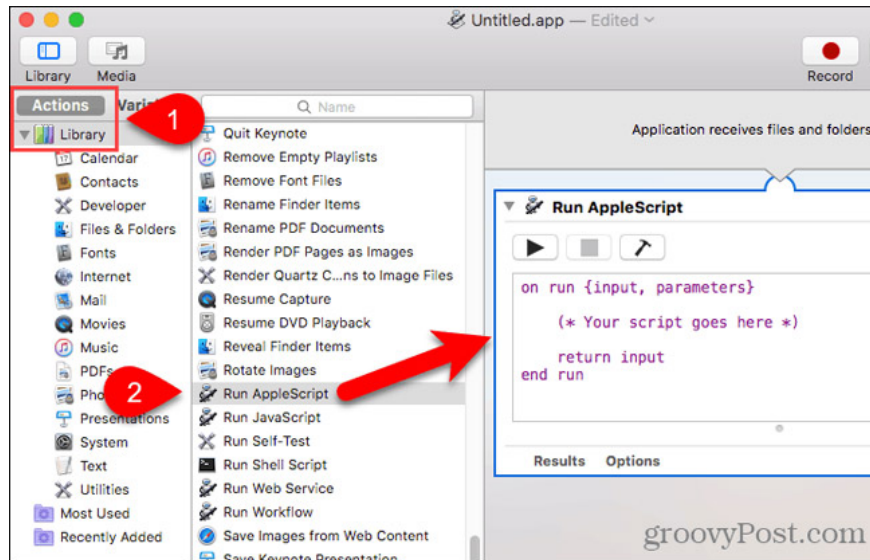 Untitled.app — Edited
Library
Media
Record
Actions
1
Name
Library
Calendar
Contacts
Developer
Files & Folders
Fonts
Internet
Mail
Movies
Music
PDFs
2
Presentations
System
Text
Utilities
Most Used
Recently Added
Quit Keynote
Remove Empty Playlists
Remove Font Files
Rename Finder Items
Rename PDF Documents
Render PDF Pages as Images
Render Quartz C...ns to Image Files
Resume Capture
Resume DVD Playback
Reveal Finder Items
Rotate Images
Run AppleScript
Run JavaScript
Run Self-Test
Run Shell Script
Run Web Service
Run Workflow
Save Images from Web Content
Save Keynote Presentation
Application receives files and folders
Run AppleScript
on run {input, parameters}
(* Your script goes here *)
return input
end run
Results Options
groovyPost.com